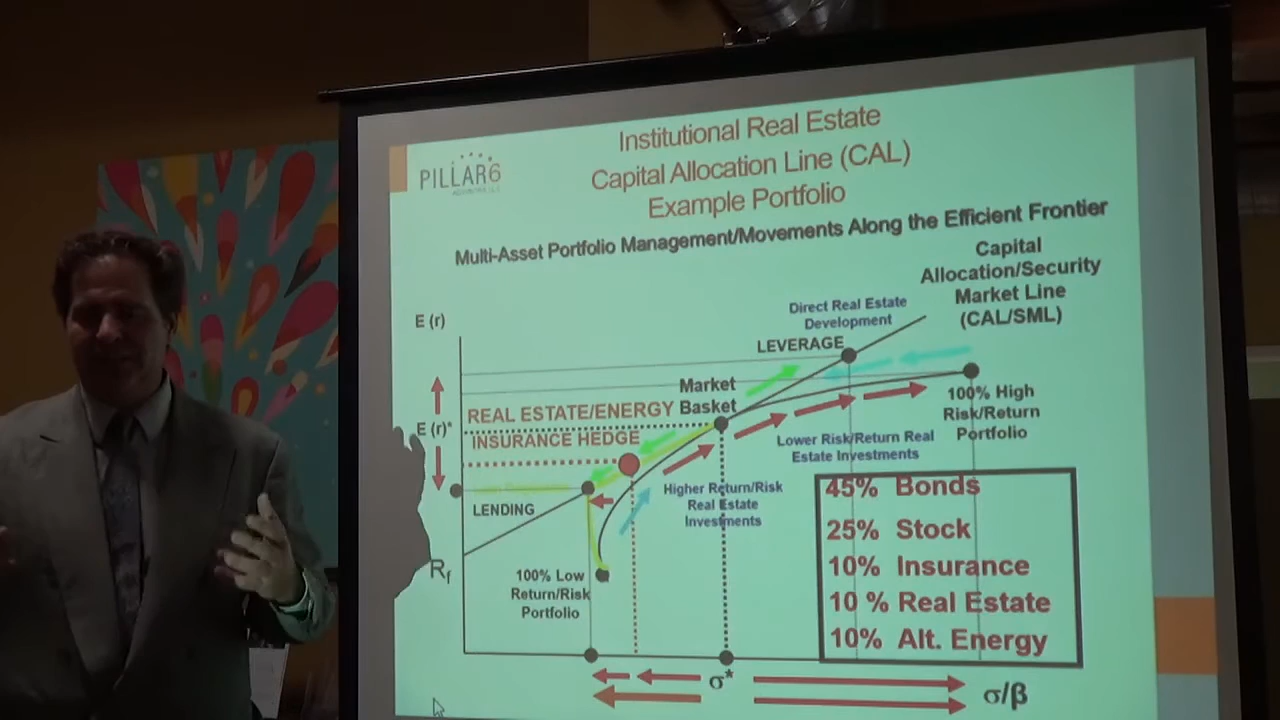 PILLAR6
Institutional Real Estate
Capital Allocation Line (CAL)
Example Portfolio
Multi-Asset Portfolio Management/Movements Along the Efficient Frontier
Capital
Allocation/Security
Market Line
(CAL/SML)
E (r)
Direct Real Estate
Development
LEVERAGE
Market
Basket
REAL ESTATE/ENERGY
E (r)*
INSURANCE HEDGE
100% High
Risk/Return
Portfolio
Lower Risk/Return Real
Estate Investments
Higher Return/Risk
Real Estate
Investments
LENDING
Rf
100% Low
Return/Risk
Portfolio
45% Bonds
25% Stock
10% Insurance
10 % Real Estate
10% Alt. Energy
σ*
σ/β